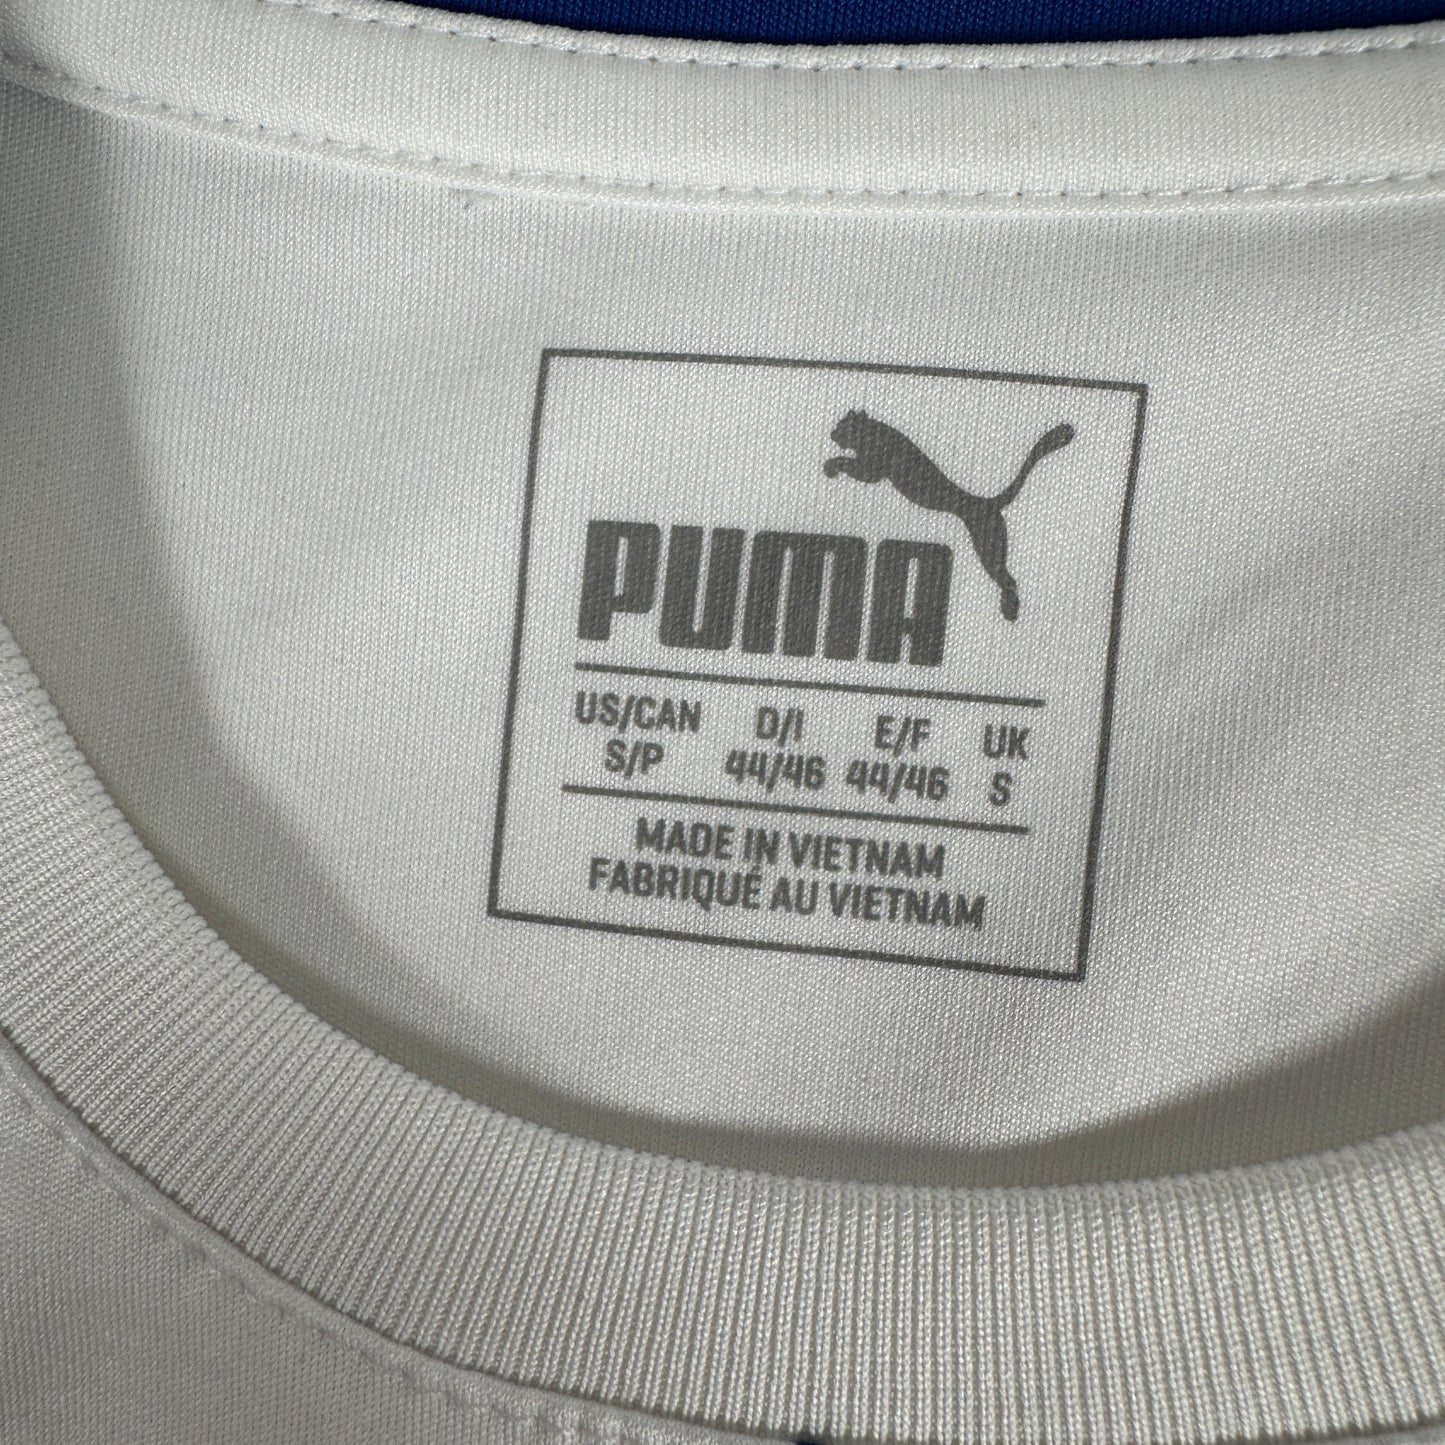 PUMA
US/CAN D/I E/F UK
S/P 44/46 44/46 S
MADE IN VIETNAM
FABRIQUÉ AU VIETNAM